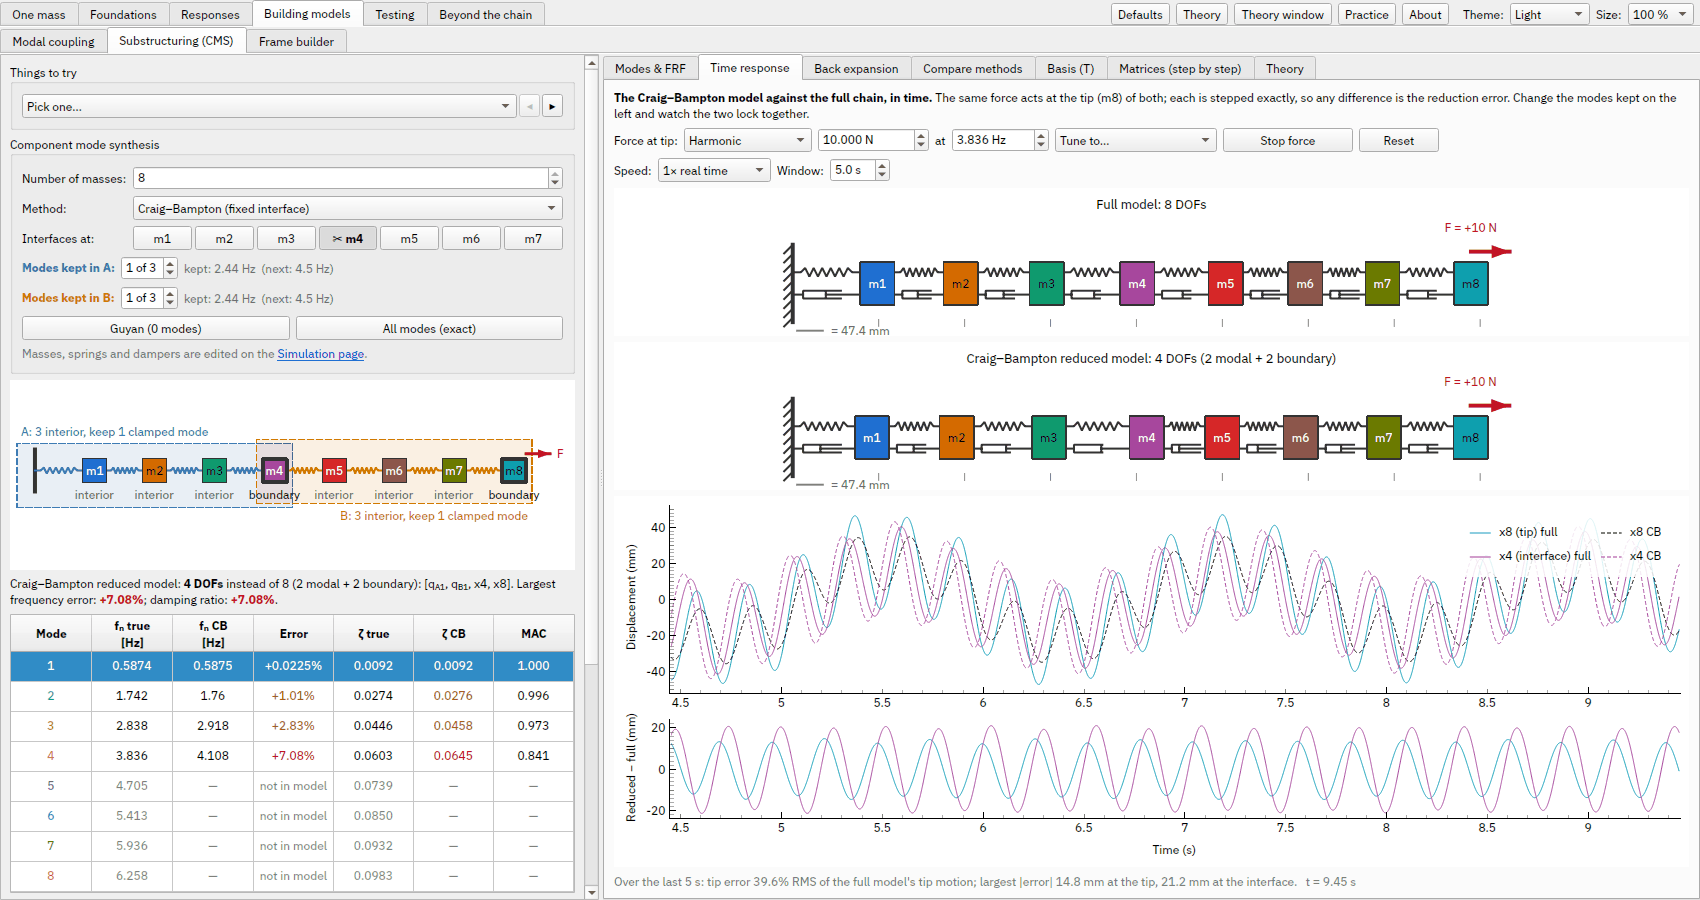 One mass Foundations Responses Building models Testing Beyond the chain Defaults Theory Theory window Practice About Theme: Light Size: 100 %
Modal coupling Substructuring (CMS) Frame builder
Things to try
Pick one...
Component mode synthesis
Number of masses: 8
Method: Craig–Bampton (fixed interface)
Interfaces at: m1 m2 m3 ✂ m4 m5 m6 m7
Modes kept in A: 1 of 3 kept: 2.44 Hz (next: 4.5 Hz)
Modes kept in B: 1 of 3 kept: 2.44 Hz (next: 4.5 Hz)
Guyan (0 modes) All modes (exact)
Masses, springs and dampers are edited on the Simulation page.
A: 3 interior, keep 1 clamped mode
F
m1 m2 m3 m4 m5 m6 m7 m8
interior interior interior boundary interior interior interior boundary
B: 3 interior, keep 1 clamped mode
Craig–Bampton reduced model: 4 DOFs instead of 8 (2 modal + 2 boundary): [qA1, qB1, x4, x8]. Largest
frequency error: +7.08%; damping ratio: +7.08%.
Mode fn true [Hz] fn CB [Hz] Error ζ true ζ CB MAC
1 0.5874 0.5875 +0.0225% 0.0092 0.0092 1.000
2 1.742 1.76 +1.01% 0.0274 0.0276 0.996
3 2.838 2.918 +2.83% 0.0446 0.0458 0.973
4 3.836 4.108 +7.08% 0.0603 0.0645 0.841
5 4.705 — not in model 0.0739 — —
6 5.413 — not in model 0.0850 — —
7 5.936 — not in model 0.0932 — —
8 6.258 — not in model 0.0983 — —
Modes & FRF Time response Back expansion Compare methods Basis (T) Matrices (step by step) Theory
The Craig–Bampton model against the full chain, in time. The same force acts at the tip (m8) of both; each is stepped exactly, so any difference is the reduction error. Change the modes kept on the
left and watch the two lock together.
Force at tip: Harmonic 10.000 N at 3.836 Hz Tune to... Stop force Reset
Speed: 1× real time Window: 5.0 s
Full model: 8 DOFs
F = +10 N
m1 m2 m3 m4 m5 m6 m7 m8
= 47.4 mm
Craig–Bampton reduced model: 4 DOFs (2 modal + 2 boundary)
F = +10 N
m1 m2 m3 m4 m5 m6 m7 m8
= 47.4 mm
Displacement (mm)
40
20
0
-20
-40
x8 (tip) full x8 CB
x4 (interface) full x4 CB
4.5 5 5.5 6 6.5 7 7.5 8 8.5 9
Reduced – full (mm)
20
0
-20
4.5 5 5.5 6 6.5 7 7.5 8 8.5 9
Time (s)
Over the last 5 s: tip error 39.6% RMS of the full model's tip motion; largest |error| 14.8 mm at the tip, 21.2 mm at the interface. t = 9.45 s